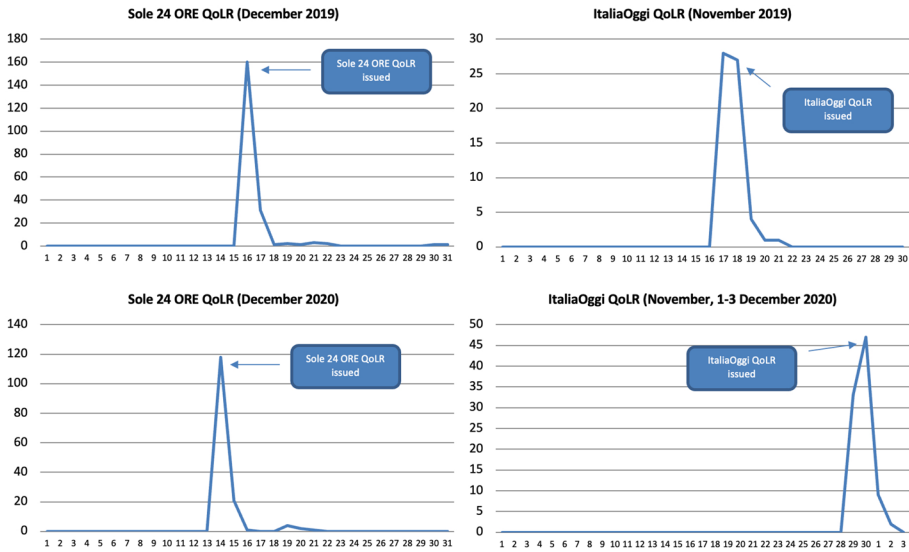 Sole 24 ORE QoLR (December 2019)
180
160
140
120
100
80
60
40
20
0
Sole 24 ORE QoLR
issued
1 2 3 4 5 6 7 8 9 10 11 12 13 14 15 16 17 18 19 20 21 22 23 24 25 26 27 28 29 30 31
ItaliaOggi QoLR (November 2019)
30
25
20
15
10
5
0
ItaliaOggi QoLR
issued
1 2 3 4 5 6 7 8 9 10 11 12 13 14 15 16 17 18 19 20 21 22 23 24 25 26 27 28 29 30
Sole 24 ORE QoLR (December 2020)
140
120
100
80
60
40
20
0
Sole 24 ORE QoLR
issued
1 2 3 4 5 6 7 8 9 10 11 12 13 14 15 16 17 18 19 20 21 22 23 24 25 26 27 28 29 30 31
ItaliaOggi QoLR (November, 1-3 December 2020)
50
45
40
35
30
25
20
15
10
5
0
ItaliaOggi QoLR
issued
1 2 3 4 5 6 7 8 9 10 11 12 13 14 15 16 17 18 19 20 21 22 23 24 25 26 27 28 29 30 1 2 3